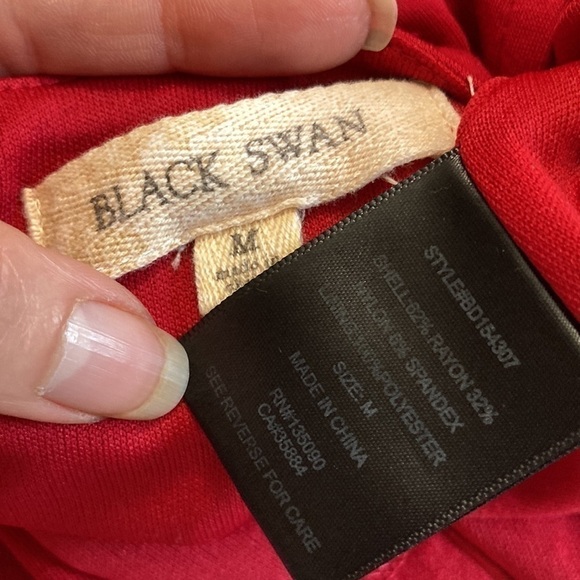 BLACK SWAN
M
STYLE#BD164307
SHELL:62% RAYON 32%
NYLON 6% SPANDEX
LINING:100%POLYESTER
SIZE: M
MADE IN CHINA
RN#135090
CA#35884
SEE REVERSE FOR CARE